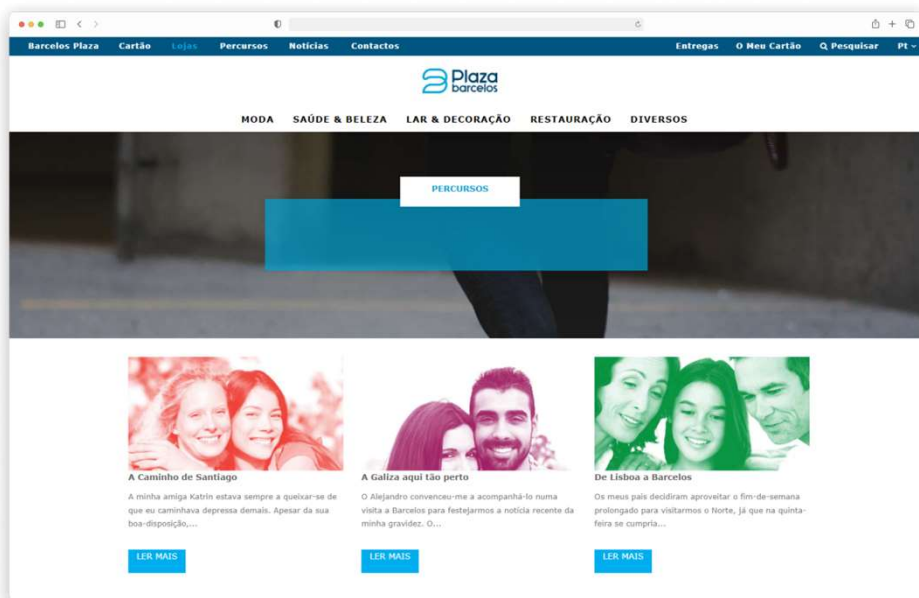 Barcelos Plaza Cartão Lojas Percursos Notícias Contactos Entregas O Meu Cartão Pesquisar Pt
Plaza
barcelos
MODA SAÚDE & BELEZA LAR & DECORAÇÃO RESTAURAÇÃO DIVERSOS
PERCURSOS
A Caminho de Santiago
A minha amiga Katrin estava sempre a queixar-se de
que eu caminhava depressa demais. Apesar da sua
boa-disposição,...
LER MAIS
A Galiza aqui tão perto
O Alejandro convenceu-me a acompanhá-lo numa
visita a Barcelos para festejarmos a notícia recente da
minha gravidez. O...
LER MAIS
De Lisboa a Barcelos
Os meus pais decidiram aproveitar o fim-de-semana
prolongado para visitarmos o Norte, já que na quinta-
feira se cumpria...
LER MAIS